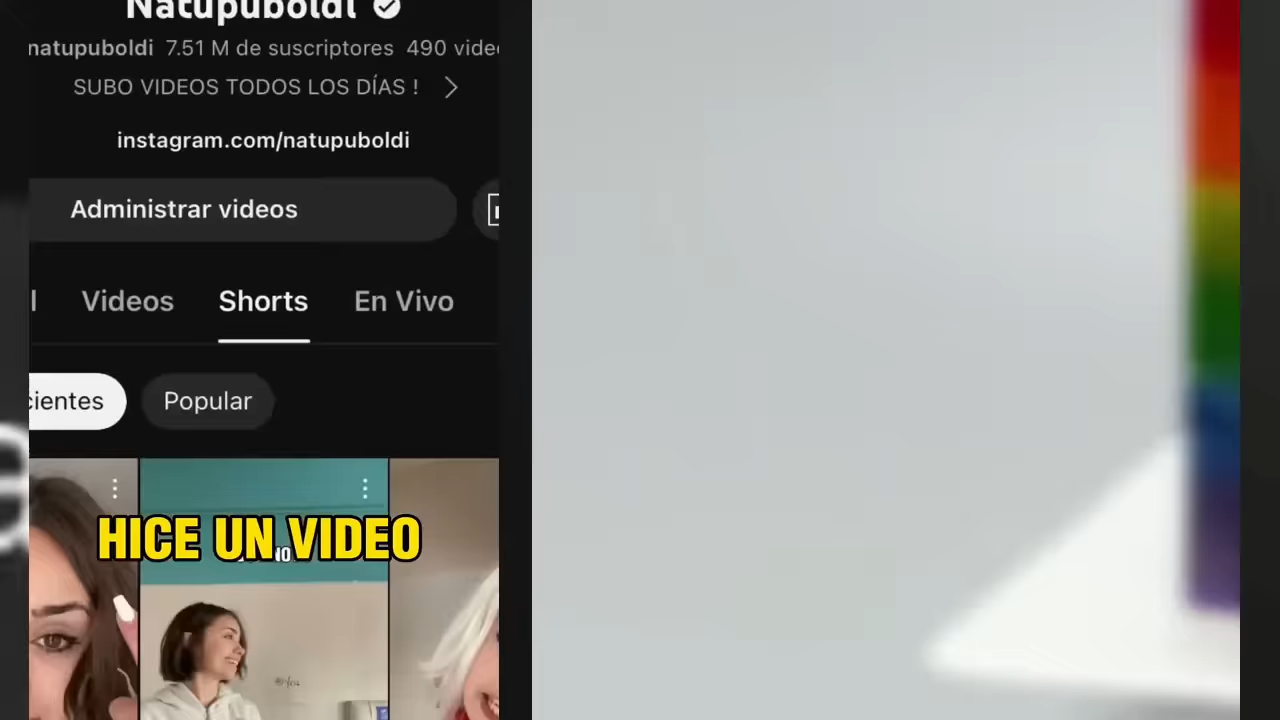 Natupuboldi
natupuboldi 7.51 M de suscriptores 490 vide
SUBO VIDEOS TODOS LOS DÍAS !
instagram.com/natupuboldi
Administrar videos
Videos Shorts En Vivo
cientes Popular
HICE UN VIDEO